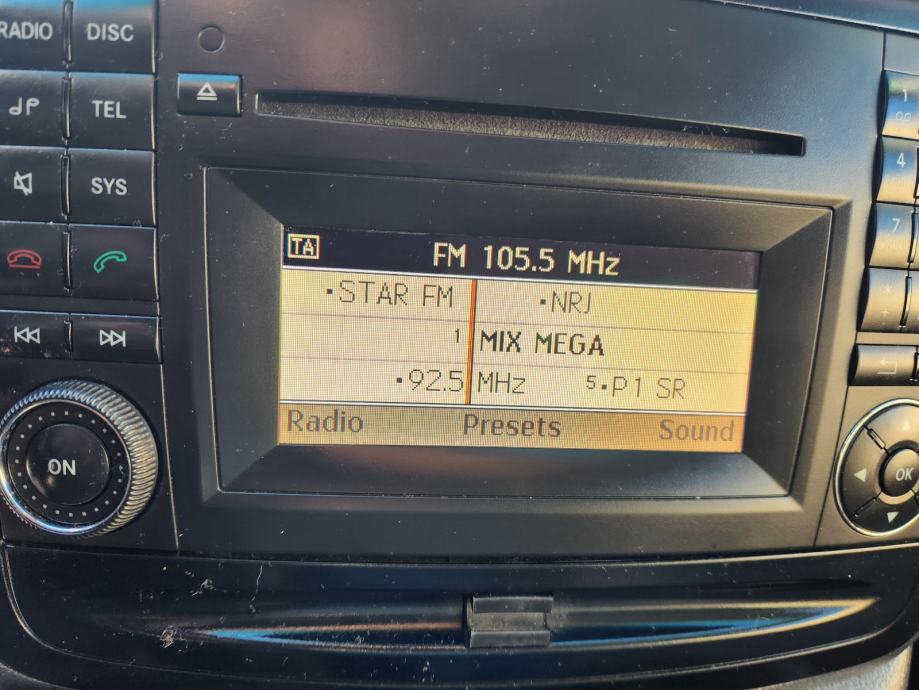 RADIO DISC
TEL
SYS
TA FM 105.5 MHz
•STAR FM •NRJ
1 MIX MEGA
•92.5 MHz 5•P1 SR
Radio Presets Sound
ON
1
4
7
OK